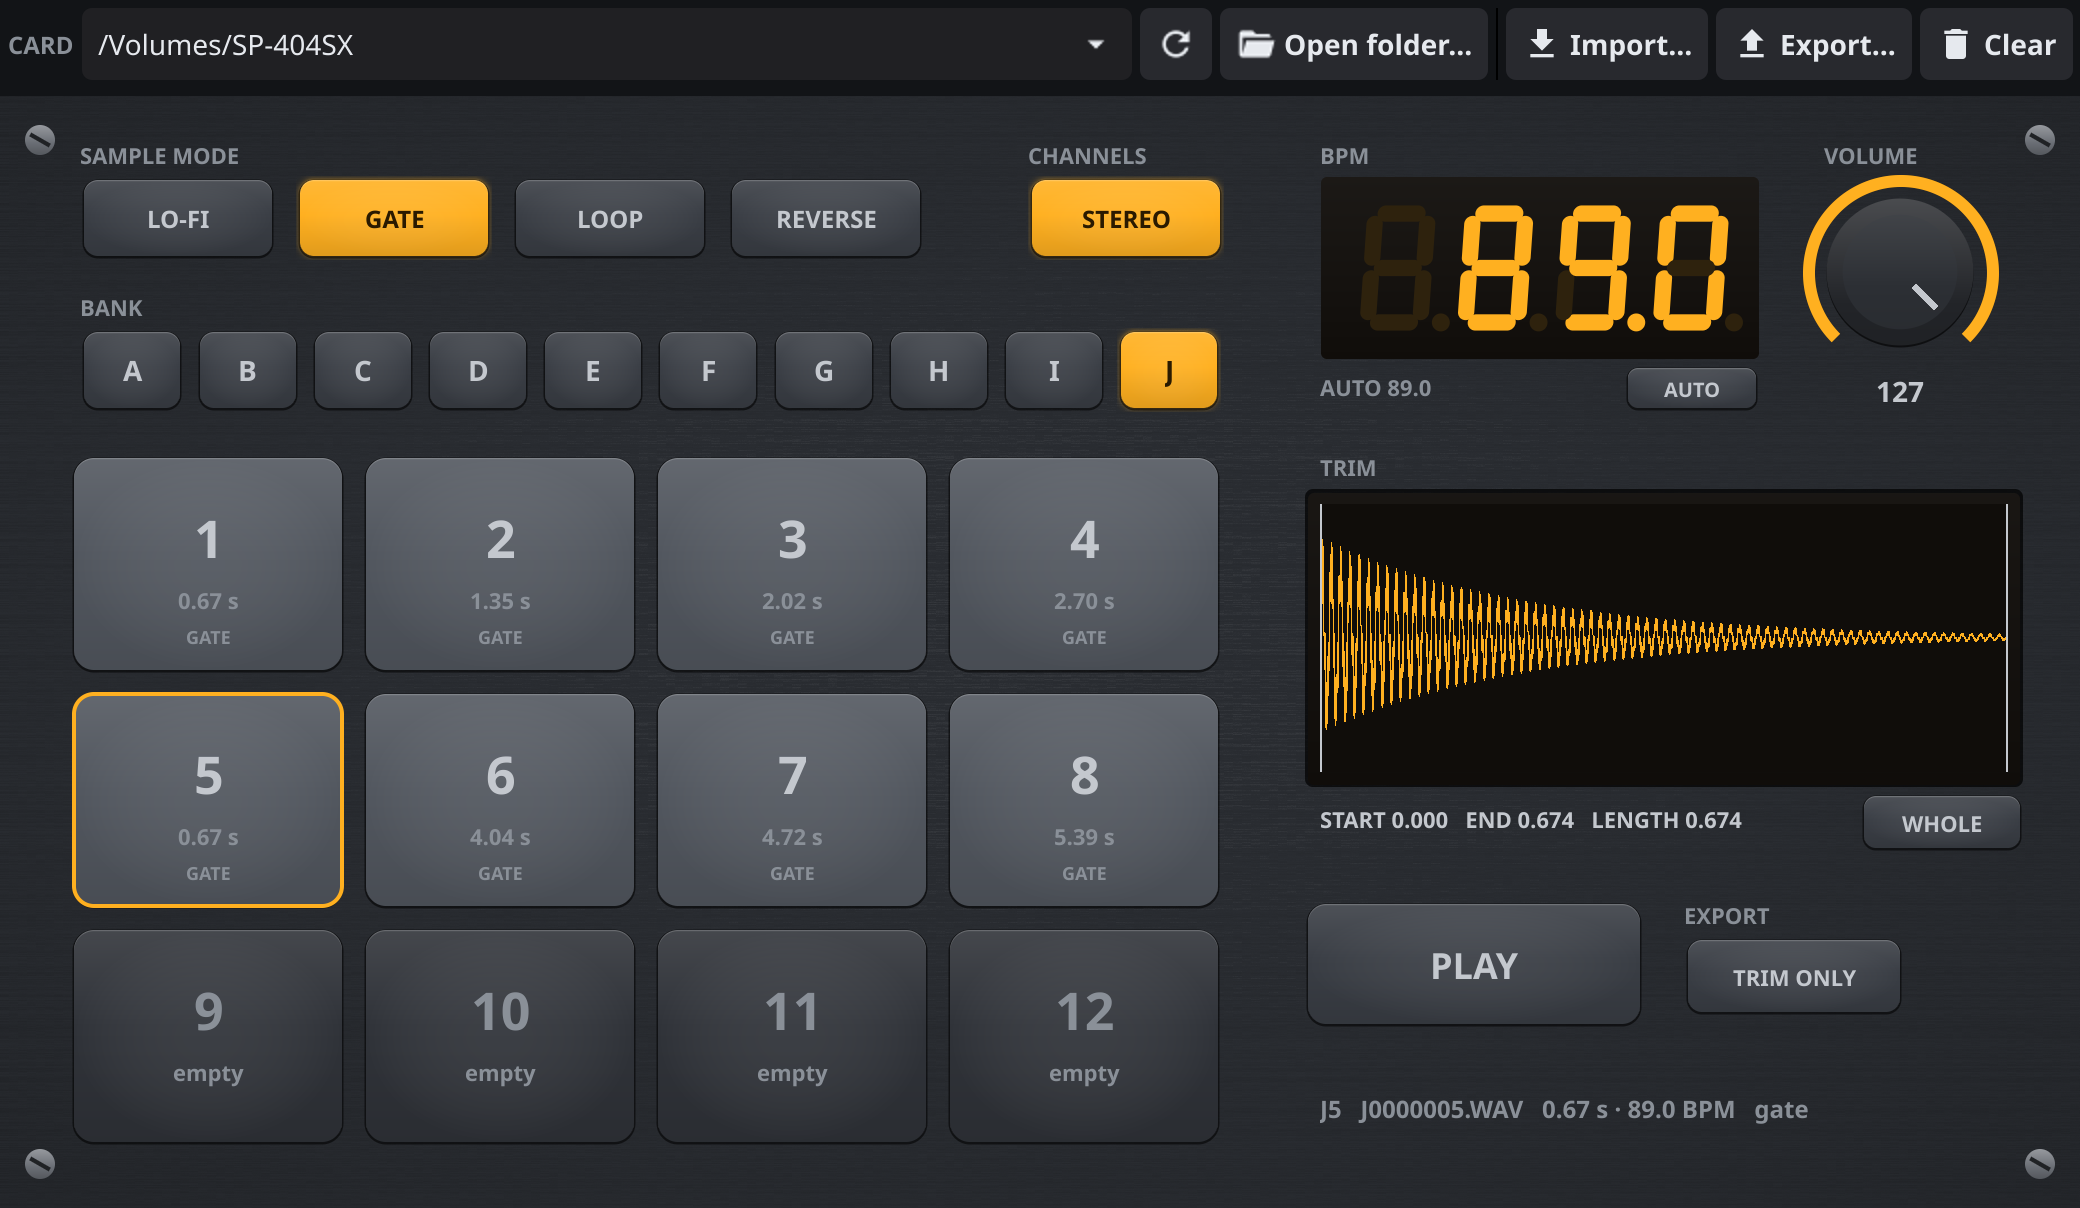 CARD /Volumes/SP-404SX Open folder... Import... Export... Clear
SAMPLE MODE CHANNELS BPM VOLUME
LO-FI GATE LOOP REVERSE STEREO
89.0
BANK
A B C D E F G H I J
AUTO 89.0 AUTO 127
TRIM
1 2 3 4
0.67 s 1.35 s 2.02 s 2.70 s
GATE GATE GATE GATE
5 6 7 8
0.67 s 4.04 s 4.72 s 5.39 s
GATE GATE GATE GATE
START 0.000 END 0.674 LENGTH 0.674 WHOLE
EXPORT
PLAY TRIM ONLY
9 10 11 12
empty empty empty empty
J5 J0000005.WAV 0.67 s · 89.0 BPM gate